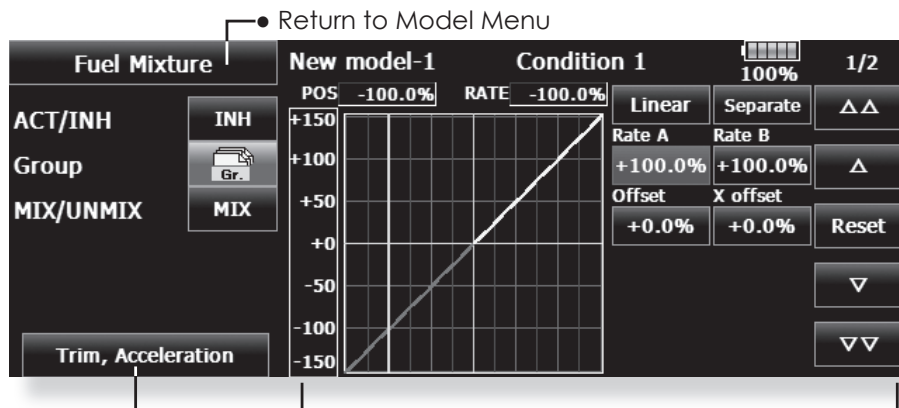 ● Return to Model Menu
Fuel Mixture
New model-1 Condition 1 100% 1/2
ACT/INH INH
Group Gr.
MIX/UNMIX MIX
Trim, Acceleration
POS -100.0% RATE -100.0%
+150
+100
+50
+0
-50
-100
-150
Linear Separate
Rate A Rate B
+100.0% +100.0%
Offset X offset
+0.0% +0.0%
△△
△
Reset
▽
▽▽